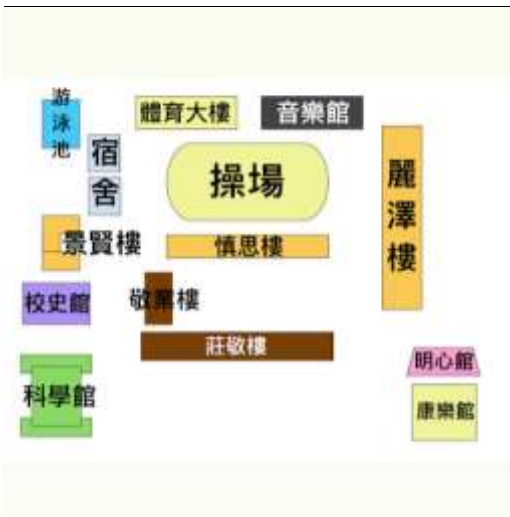 游泳池
體育大樓
音樂館
宿舍
操場
麗澤樓
景賢樓
慎思樓
校史館
敬業樓
莊敬樓
明心館
科學館
康樂館